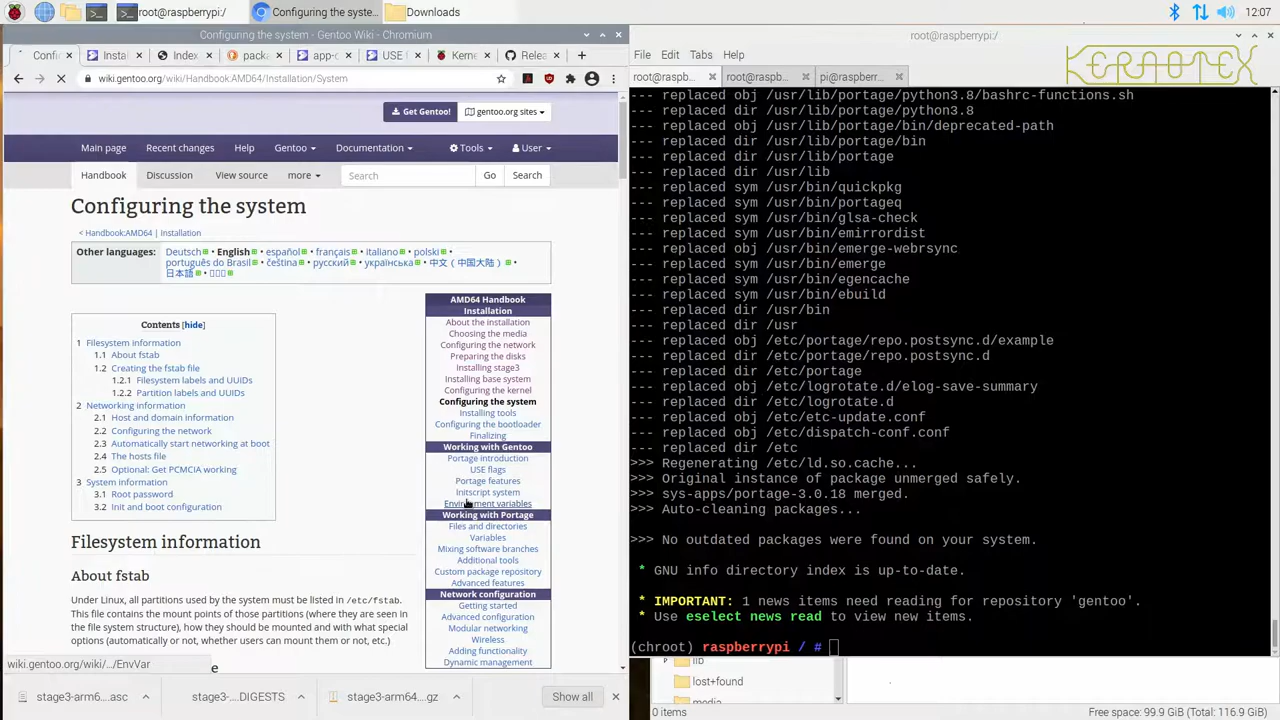 root@raspberrypi:/
Configuring the syste...
Downloads
12:07
Configuring the system - Gentoo Wiki - Chromium
Confi
Insta
Index
packa
app-c
USE f
Kerne
Relea
wiki.gentoo.org/wiki/Handbook:AMD64/Installation/System
Get Gentoo!
gentoo.org sites
Main page
Recent changes
Help
Gentoo
Documentation
Tools
User
Handbook
Discussion
View source
more
Search
Go
Search
Configuring the system
< Handbook:AMD64 | Installation
Other languages:
Deutsch • English • español • français • italiano • polski •
português do Brasil • čeština • русский • українська • 中文（中国大陆） •
日本語 •
Contents [hide]
1 Filesystem information
1.1 About fstab
1.2 Creating the fstab file
1.2.1 Filesystem labels and UUIDs
1.2.2 Partition labels and UUIDs
2 Networking information
2.1 Host and domain information
2.2 Configuring the network
2.3 Automatically start networking at boot
2.4 The hosts file
2.5 Optional: Get PCMCIA working
3 System information
3.1 Root password
3.2 Init and boot configuration
AMD64 Handbook
Installation
About the installation
Choosing the media
Configuring the network
Preparing the disks
Installing stage3
Installing base system
Configuring the kernel
Configuring the system
Installing tools
Configuring the bootloader
Finalizing
Working with Gentoo
Portage introduction
USE flags
Portage features
Initscript system
Environment variables
Working with Portage
Files and directories
Variables
Mixing software branches
Additional tools
Custom package repository
Advanced features
Network configuration
Getting started
Advanced configuration
Modular networking
Wireless
Adding functionality
Dynamic management
Filesystem information
About fstab
Under Linux, all partitions used by the system must be listed in /etc/fstab.
This file contains the mount points of those partitions (where they are seen in
the file system structure), how they should be mounted and with what special
options (automatically or not, whether users can mount them or not, etc.)
wiki.gentoo.org/wiki/.../EnvVar
stage3-arm6....asc
stage3-....DIGESTS
stage3-arm64....gz
Show all
root@raspberrypi:/
File Edit Tabs Help
root@raspb...
root@raspb...
pi@raspberr...
KERAOTEX
--- replaced obj /usr/lib/portage/python3.8/bashrc-functions.sh
--- replaced dir /usr/lib/portage/python3.8
--- replaced obj /usr/lib/portage/bin/deprecated-path
--- replaced dir /usr/lib/portage/bin
--- replaced dir /usr/lib/portage
--- replaced dir /usr/lib
--- replaced sym /usr/bin/quickpkg
--- replaced sym /usr/bin/portageq
--- replaced sym /usr/bin/glsa-check
--- replaced sym /usr/bin/emirrordist
--- replaced obj /usr/bin/emerge-webrsync
--- replaced sym /usr/bin/emerge
--- replaced sym /usr/bin/egencache
--- replaced sym /usr/bin/ebuild
--- replaced dir /usr/bin
--- replaced dir /usr
--- replaced obj /etc/portage/repo.postsync.d/example
--- replaced dir /etc/portage/repo.postsync.d
--- replaced dir /etc/portage
--- replaced obj /etc/logrotate.d/elog-save-summary
--- replaced dir /etc/logrotate.d
--- replaced obj /etc/etc-update.conf
--- replaced obj /etc/dispatch-conf.conf
--- replaced dir /etc
>>> Regenerating /etc/ld.so.cache...
>>> Original instance of package unmerged safely.
>>> sys-apps/portage-3.0.18 merged.
>>> Auto-cleaning packages...
>>> No outdated packages were found on your system.
* GNU info directory index is up-to-date.
* IMPORTANT: 1 news items need reading for repository 'gentoo'.
* Use eselect news read to view new items.
(chroot) raspberrypi / #
lib
lost+found
media
0 items
Free space: 99.9 GiB (Total: 116.9 GiB)